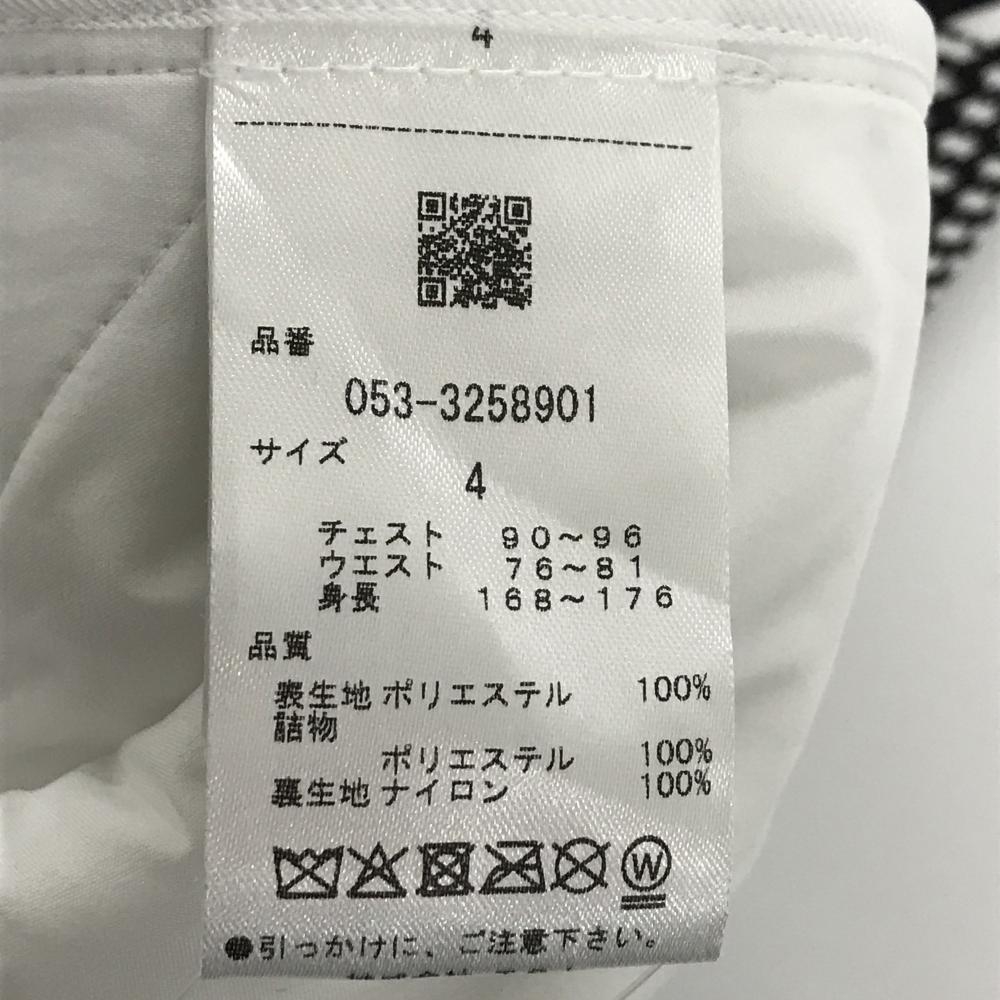 4
品番
053-3258901
サイズ
4
チェスト 90～96
ウエスト 76～81
身長 168～176
品質
表生地 ポリエステル 100%
詰物
ポリエステル 100%
裏生地 ナイロン 100%
W
●引っかけに、ご注意下さい。